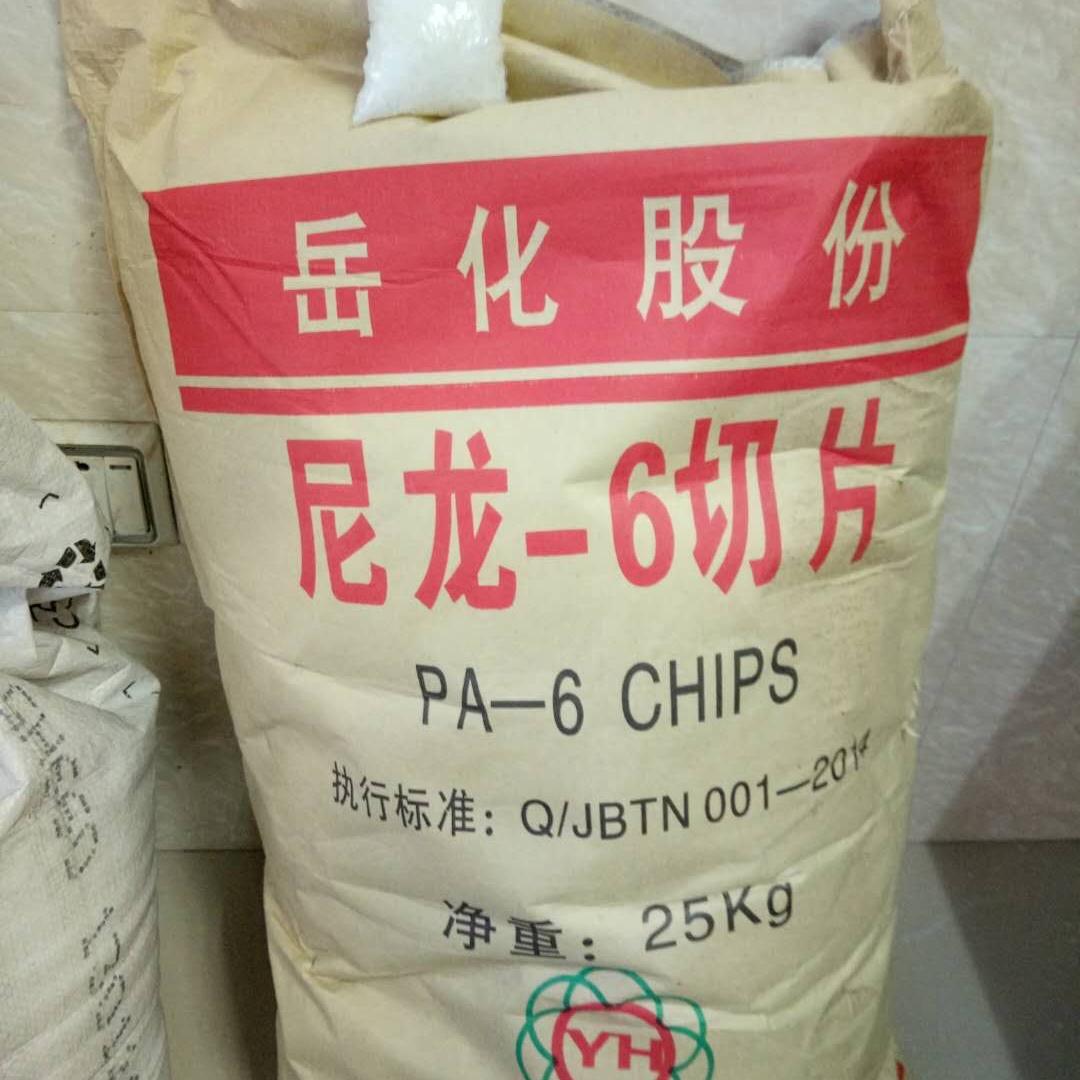 岳化股份
尼龙-6切片
PA—6 CHIPS
执行标准：Q/JBTN 001—2014
净重：25Kg
YH